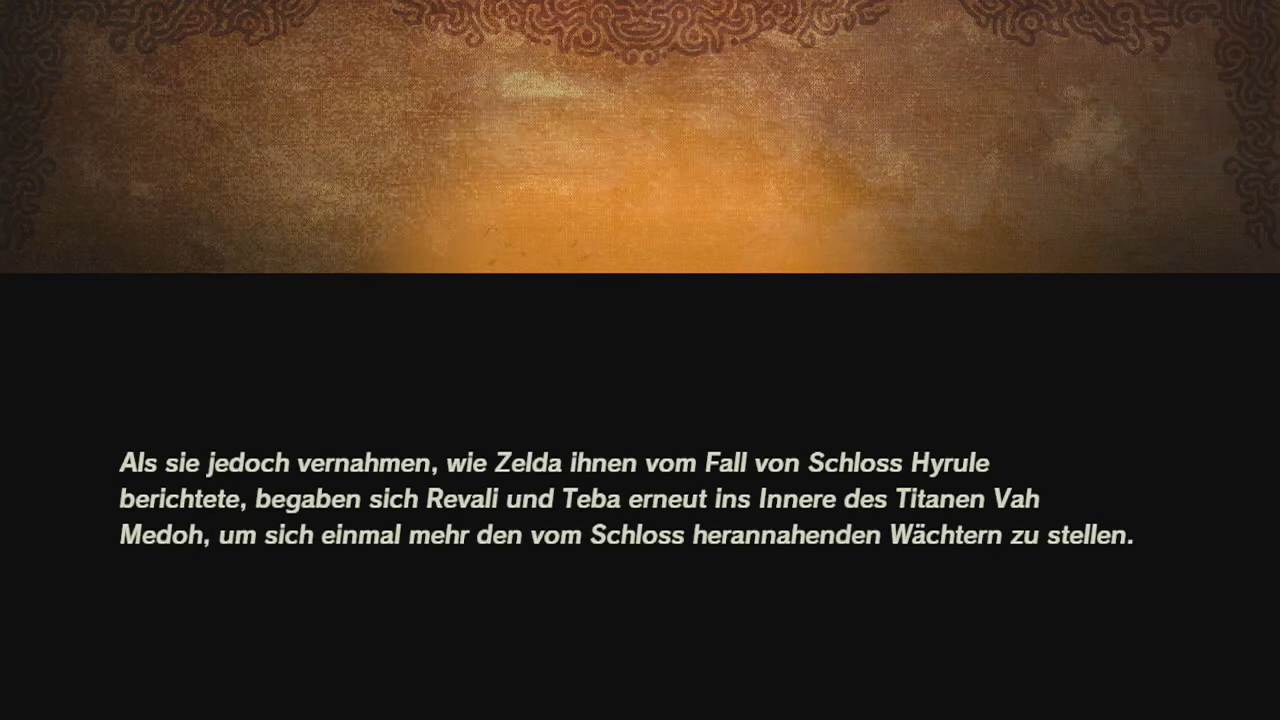 Als sie jedoch vernahmen, wie Zelda ihnen vom Fall von Schloss Hyrule
berichtete, begaben sich Revali und Teba erneut ins Innere des Titanen Vah
Medoh, um sich einmal mehr den vom Schloss herannahenden Wächtern zu stellen.